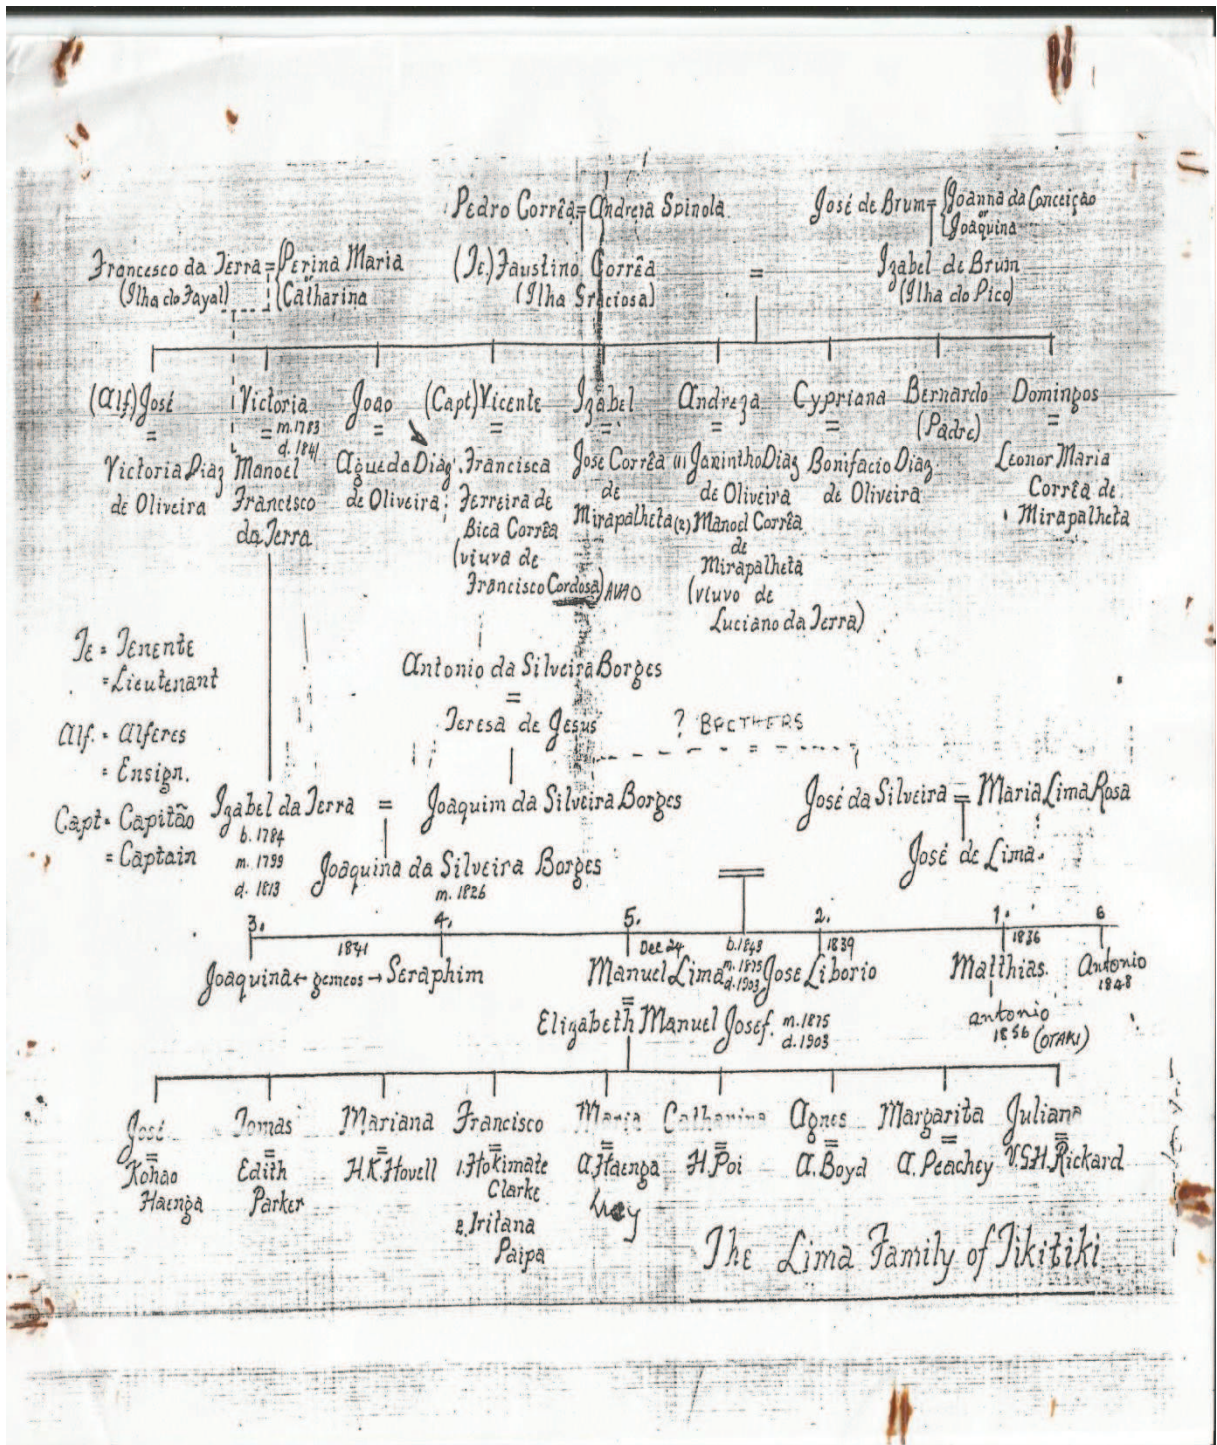 Pedro Corrêa = Andreza Spinola
José de Brum = Joanna da Conceição
or
Joaquina
Francesco da Terra = Perina Maria
or
(Ilha do Fayal) Catharina
(Te.) Faustino Corrêa = Izabel de Brum
(Ilha Graciosa) (Ilha do Pico)
(Alf.) José Victoria João (Capt) Vicente Izabel Andreza Cypriana Bernardo Domingos
= = m.1783 = = = = = (Padre) =
d. 1841
Victoria Diaz
de Oliveira
Manoel
Francisco
da Terra
Agueda Diaz
de Oliveira
Francisca
Ferreira de
Bica Corrêa
(viuva de
Francisco Cordosa) AVAO
José Corrêa
de
Mirapalheta
(1) Janintho Diaz
de Oliveira
(2) Manoel Corrêa
de
Mirapalheta
(viuvo de
Luciano da Terra)
Bonifacio Diaz
de Oliveira
Leonor Maria
Corrêa de
Mirapalheta
Te = Tenente
= Lieutenant
Alf. = Alferes
= Ensign.
Capt = Capitão
= Captain
Antonio da Silveira Borges
=
Teresa de Jesus
? BROTHERS
Izabel da Terra = Joaquim da Silveira Borges
b. 1784
m. 1799
d. 1813
José da Silveira = Maria Lima Rosa
Joaquina da Silveira Borges = José de Lima
m. 1826
3. 4. 5. 2. 1. 6
1841 Dec 24 b.1843 1839 1836
m. 1875
d. 1903
Joaquina ← gemeos → Seraphim Manuel Lima José Liborio Matthias. Antonio
1848
=
Elizabeth Manuel Josef. m. 1875
d. 1903
antonio
1856 (OTAKI)
José Tomas Mariana Francisco Maria Catharina Agnes Margarita Juliana
= = = = = = = = =
Kohao
Haenga
Edith
Parker
H.K. Hovell
1. Hokimate
Clarke
2. Iritana
Paipa
A. Haenga
H. Poi
A. Boyd
A. Peachey
V.G.H. Rickard
The Lima Family of Tikitiki